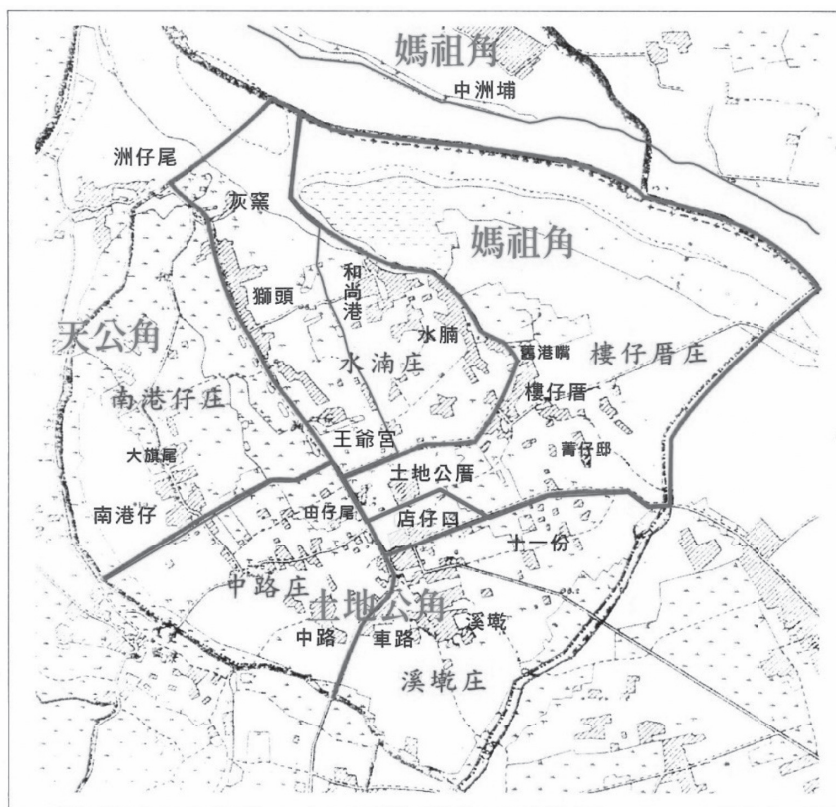 媽祖角
中洲埔
洲仔尾
灰窯
媽祖角
和尚港
獅頭
水腩
天公角
水湳庄
舊港嘴
樓仔厝庄
南港仔庄
樓仔厝
王爺宮
大旗尾
菁仔邸
土地公厝
南港仔
田仔尾
店仔口
十一份
中路庄
土地公角
中路
車路
溪墘
溪墘庄